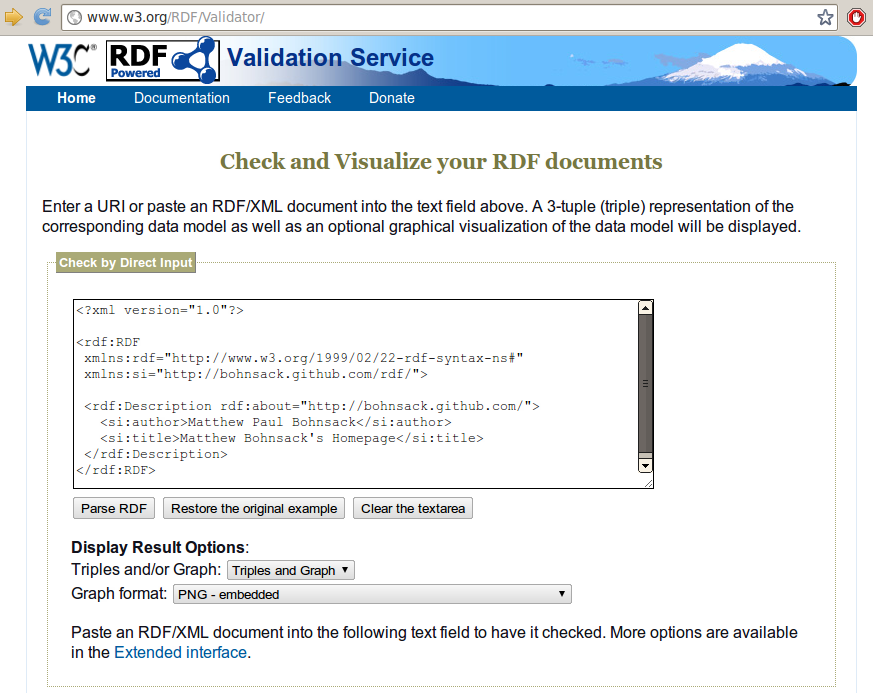 www.w3.org/RDF/Validator/
W3C® RDF Powered Validation Service
Home Documentation Feedback Donate
Check and Visualize your RDF documents
Enter a URI or paste an RDF/XML document into the text field above. A 3-tuple (triple) representation of the
corresponding data model as well as an optional graphical visualization of the data model will be displayed.
Check by Direct Input
<?xml version="1.0"?>
<rdf:RDF
xmlns:rdf="http://www.w3.org/1999/02/22-rdf-syntax-ns#"
xmlns:si="http://bohnsack.github.com/rdf/">
<rdf:Description rdf:about="http://bohnsack.github.com/">
<si:author>Matthew Paul Bohnsack</si:author>
<si:title>Matthew Bohnsack's Homepage</si:title>
</rdf:Description>
</rdf:RDF>
Parse RDF Restore the original example Clear the textarea
Display Result Options:
Triples and/or Graph: Triples and Graph
Graph format: PNG - embedded
Paste an RDF/XML document into the following text field to have it checked. More options are available
in the Extended interface.